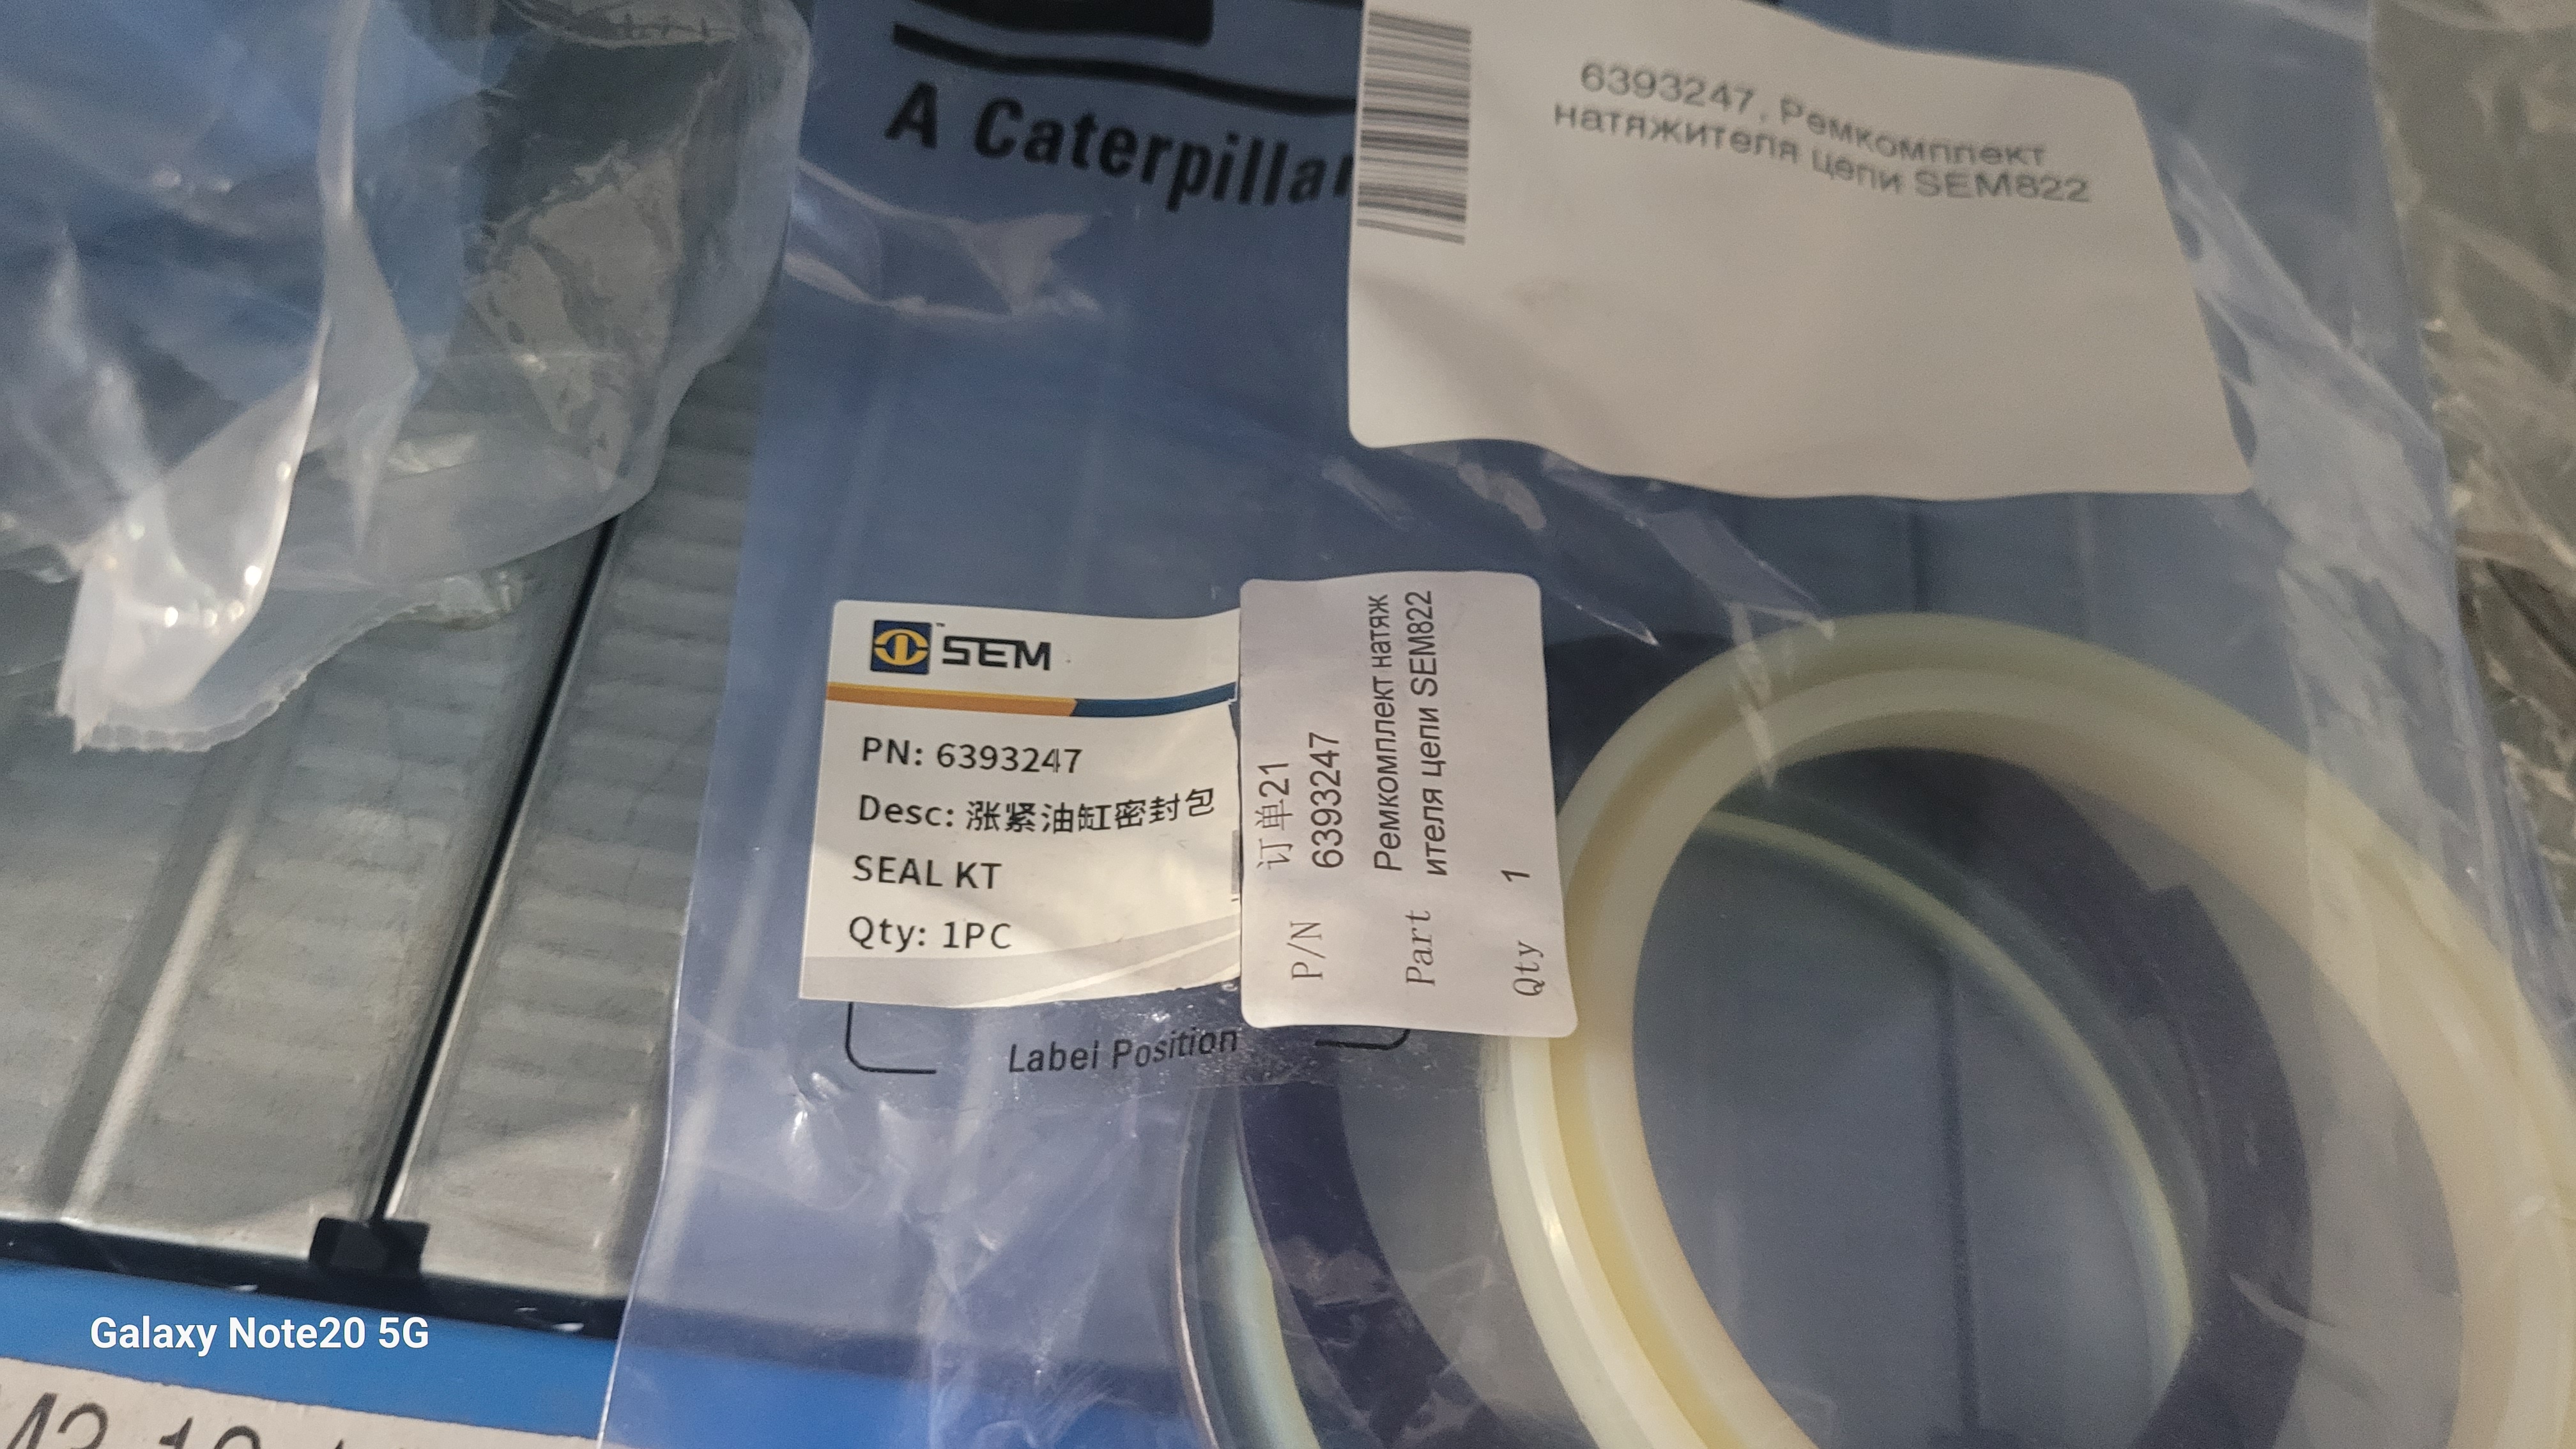 A Caterpillar
6393247, Ремкомплект
натяжителя цепи SEM822
SEM
PN: 6393247
Desc: 涨紧油缸密封包
SEAL KT
Qty: 1PC
订单21
P/N 6393247
Ремкомплект натяж
Part ителя цепи SEM822
Qty 1
Label Position
Galaxy Note20 5G